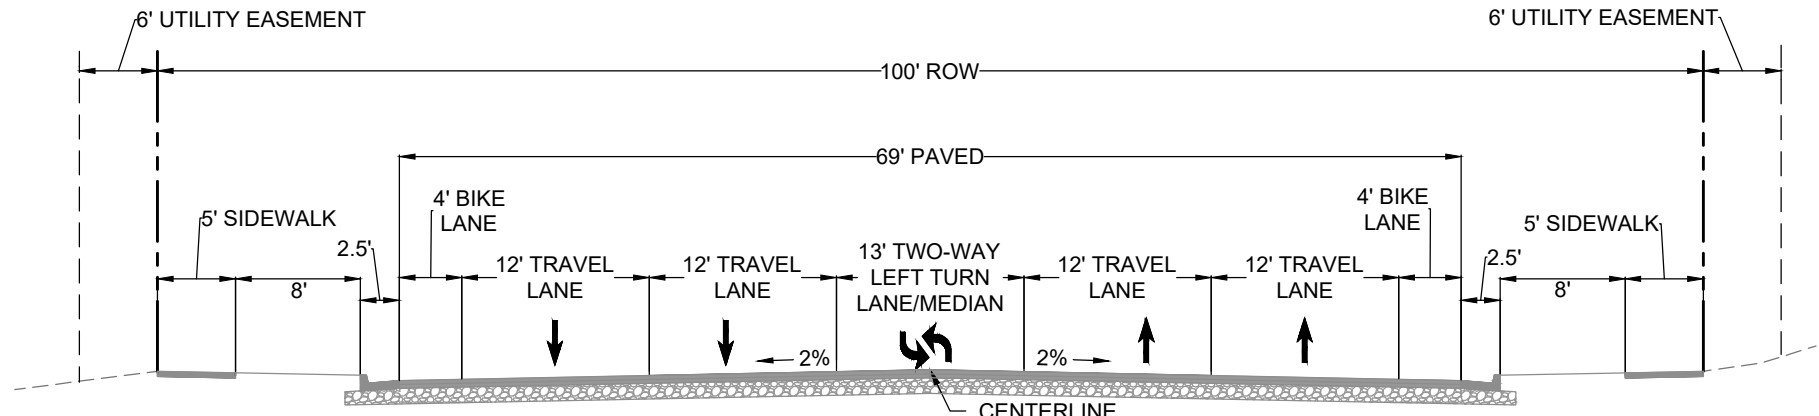 6' UTILITY EASEMENT
6' UTILITY EASEMENT
100' ROW
69' PAVED
4' BIKE
LANE
4' BIKE
LANE
5' SIDEWALK
5' SIDEWALK
2.5'
2.5'
8'
12' TRAVEL
LANE
12' TRAVEL
LANE
13' TWO-WAY
LEFT TURN
LANE/MEDIAN
12' TRAVEL
LANE
12' TRAVEL
LANE
8'
2%
2%
CENTERLINE